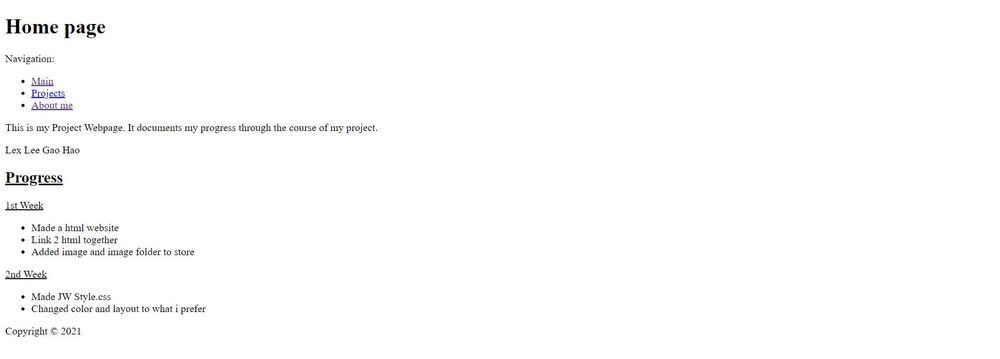 Home page
Navigation:
Main
Projects
About me
This is my Project Webpage. It documents my progress through the course of my project.
Lex Lee Gao Hao
Progress
1st Week
Made a html website
Link 2 html together
Added image and image folder to store
2nd Week
Made JW Style.css
Changed color and layout to what i prefer
Copyright © 2021